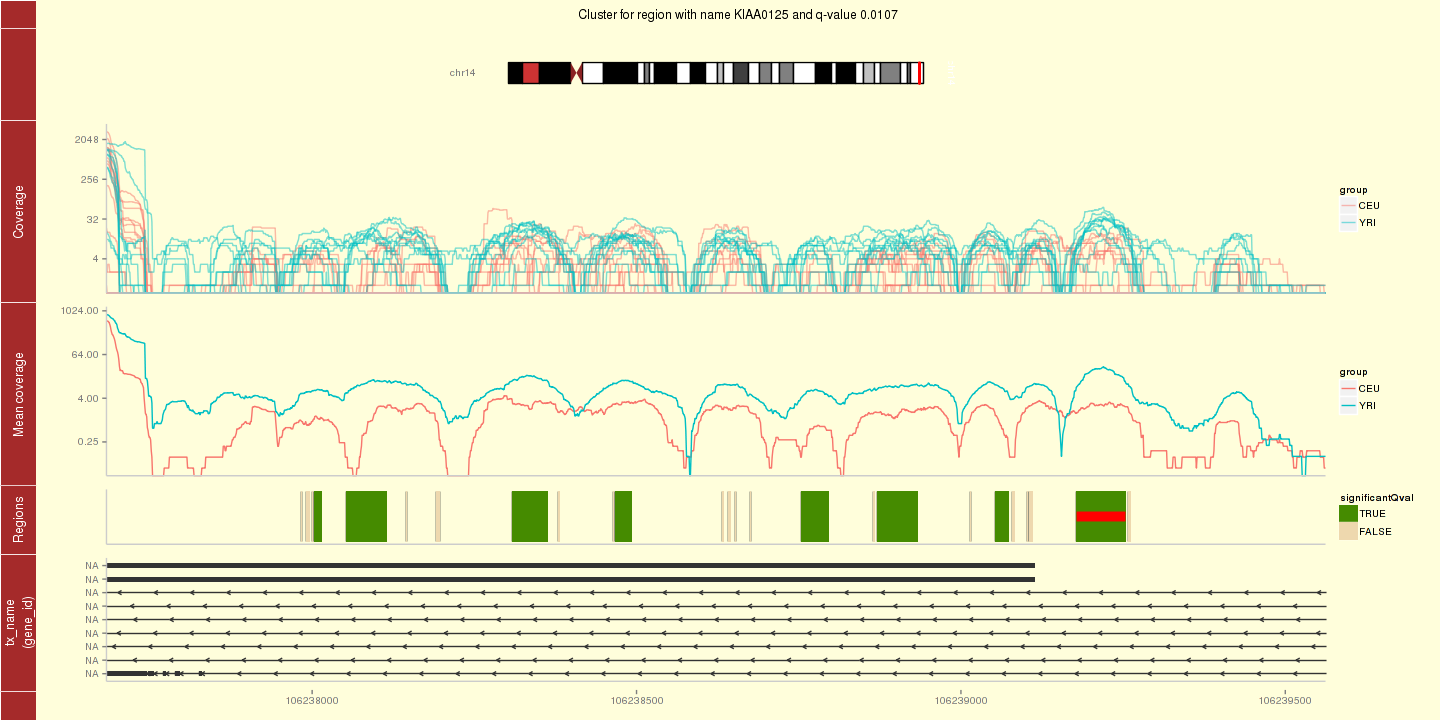 Cluster for region with name KIAA0125 and q-value 0.0107
chr14
Coverage
2048
256
32
4
group
CEU
YRI
Mean coverage
1024.00
64.00
4.00
0.25
group
CEU
YRI
Regions
significantQval
TRUE
FALSE
tx_name
(gene_id)
NA
NA
NA
NA
NA
NA
NA
NA
NA
106238000
106238500
106239000
106239500